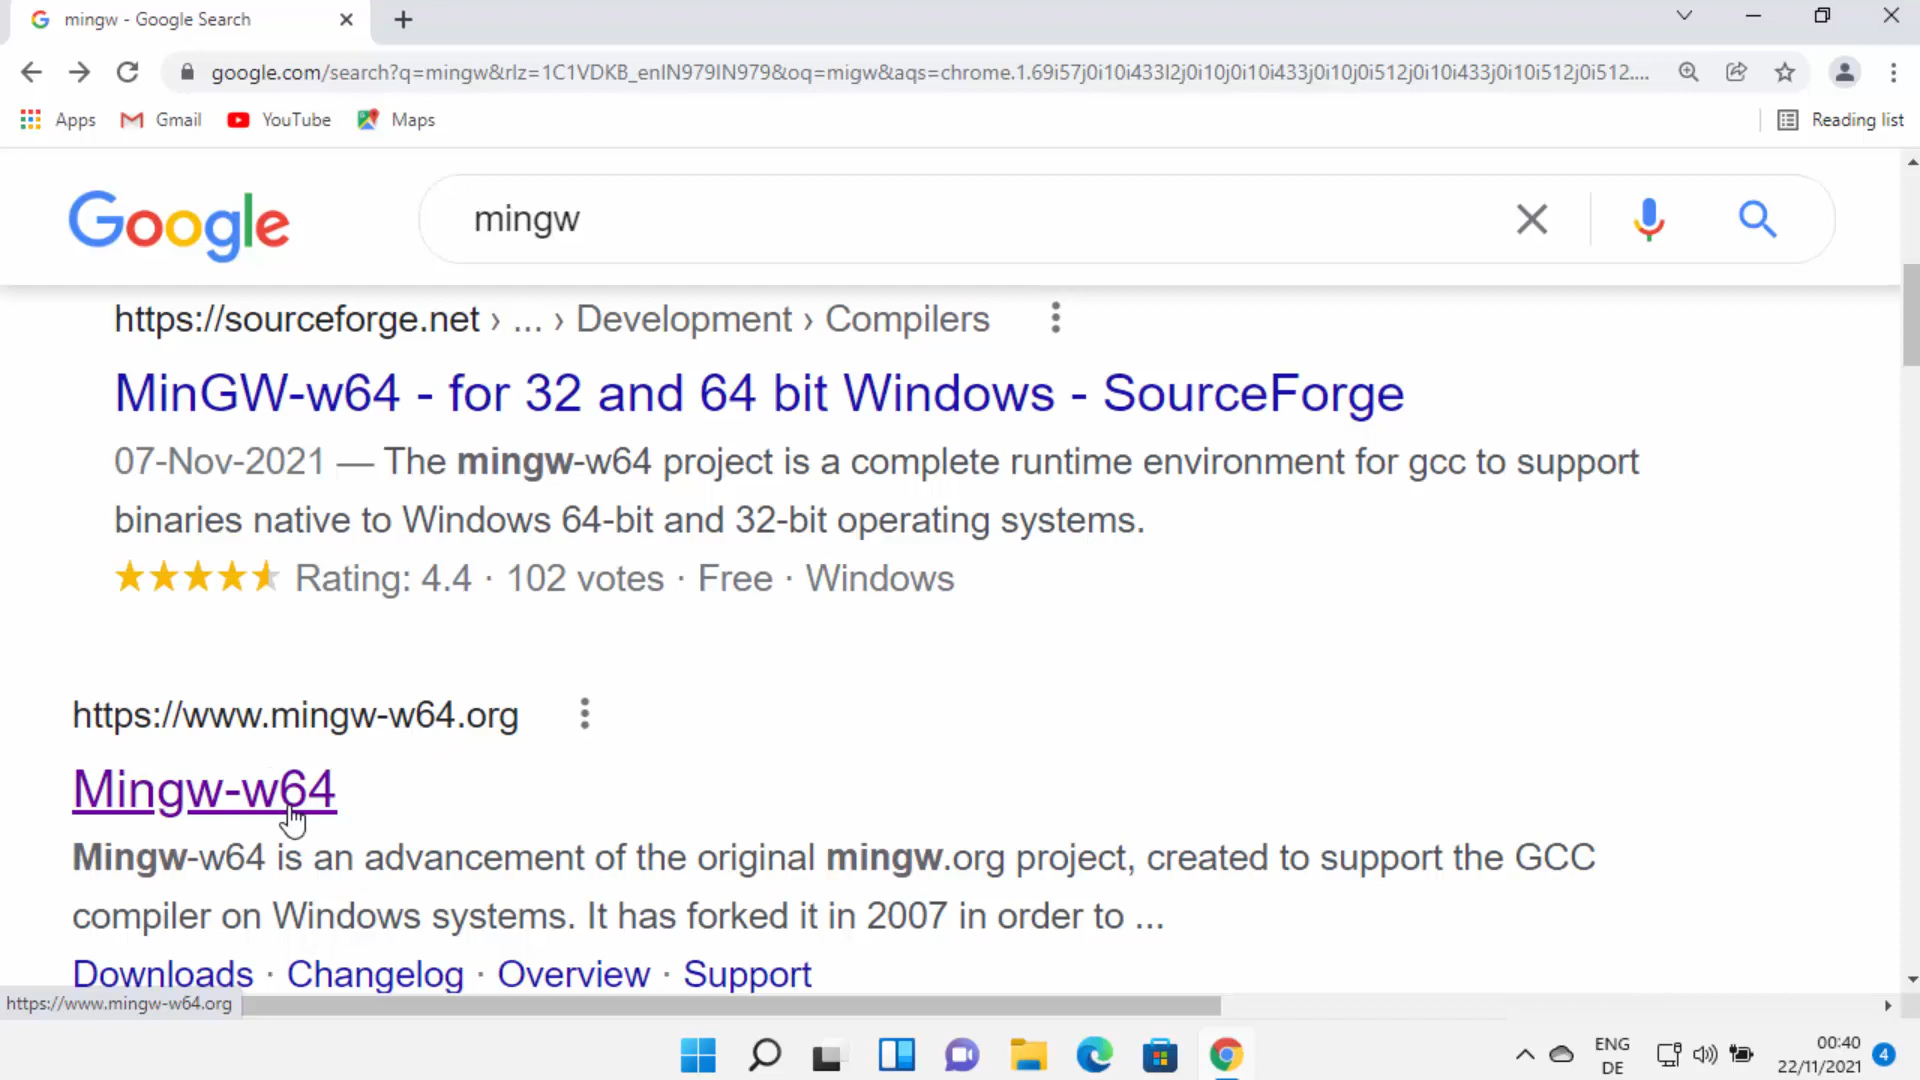 mingw - Google Search
google.com/search?q=mingw&rlz=1C1VDKB_enIN979IN979&oq=migw&aqs=chrome.1.69i57j0i10i433l2j0i10j0i10i433j0i10j0i512j0i10i433j0i10i512j0i512....
Apps Gmail YouTube Maps Reading list
Google mingw
https://sourceforge.net › ... › Development › Compilers
MinGW-w64 - for 32 and 64 bit Windows - SourceForge
07-Nov-2021 — The mingw-w64 project is a complete runtime environment for gcc to support
binaries native to Windows 64-bit and 32-bit operating systems.
Rating: 4.4 · 102 votes · Free · Windows
https://www.mingw-w64.org
Mingw-w64
Mingw-w64 is an advancement of the original mingw.org project, created to support the GCC
compiler on Windows systems. It has forked it in 2007 in order to ...
Downloads · Changelog · Overview · Support
https://www.mingw-w64.org
ENG
DE
00:40
22/11/2021
4